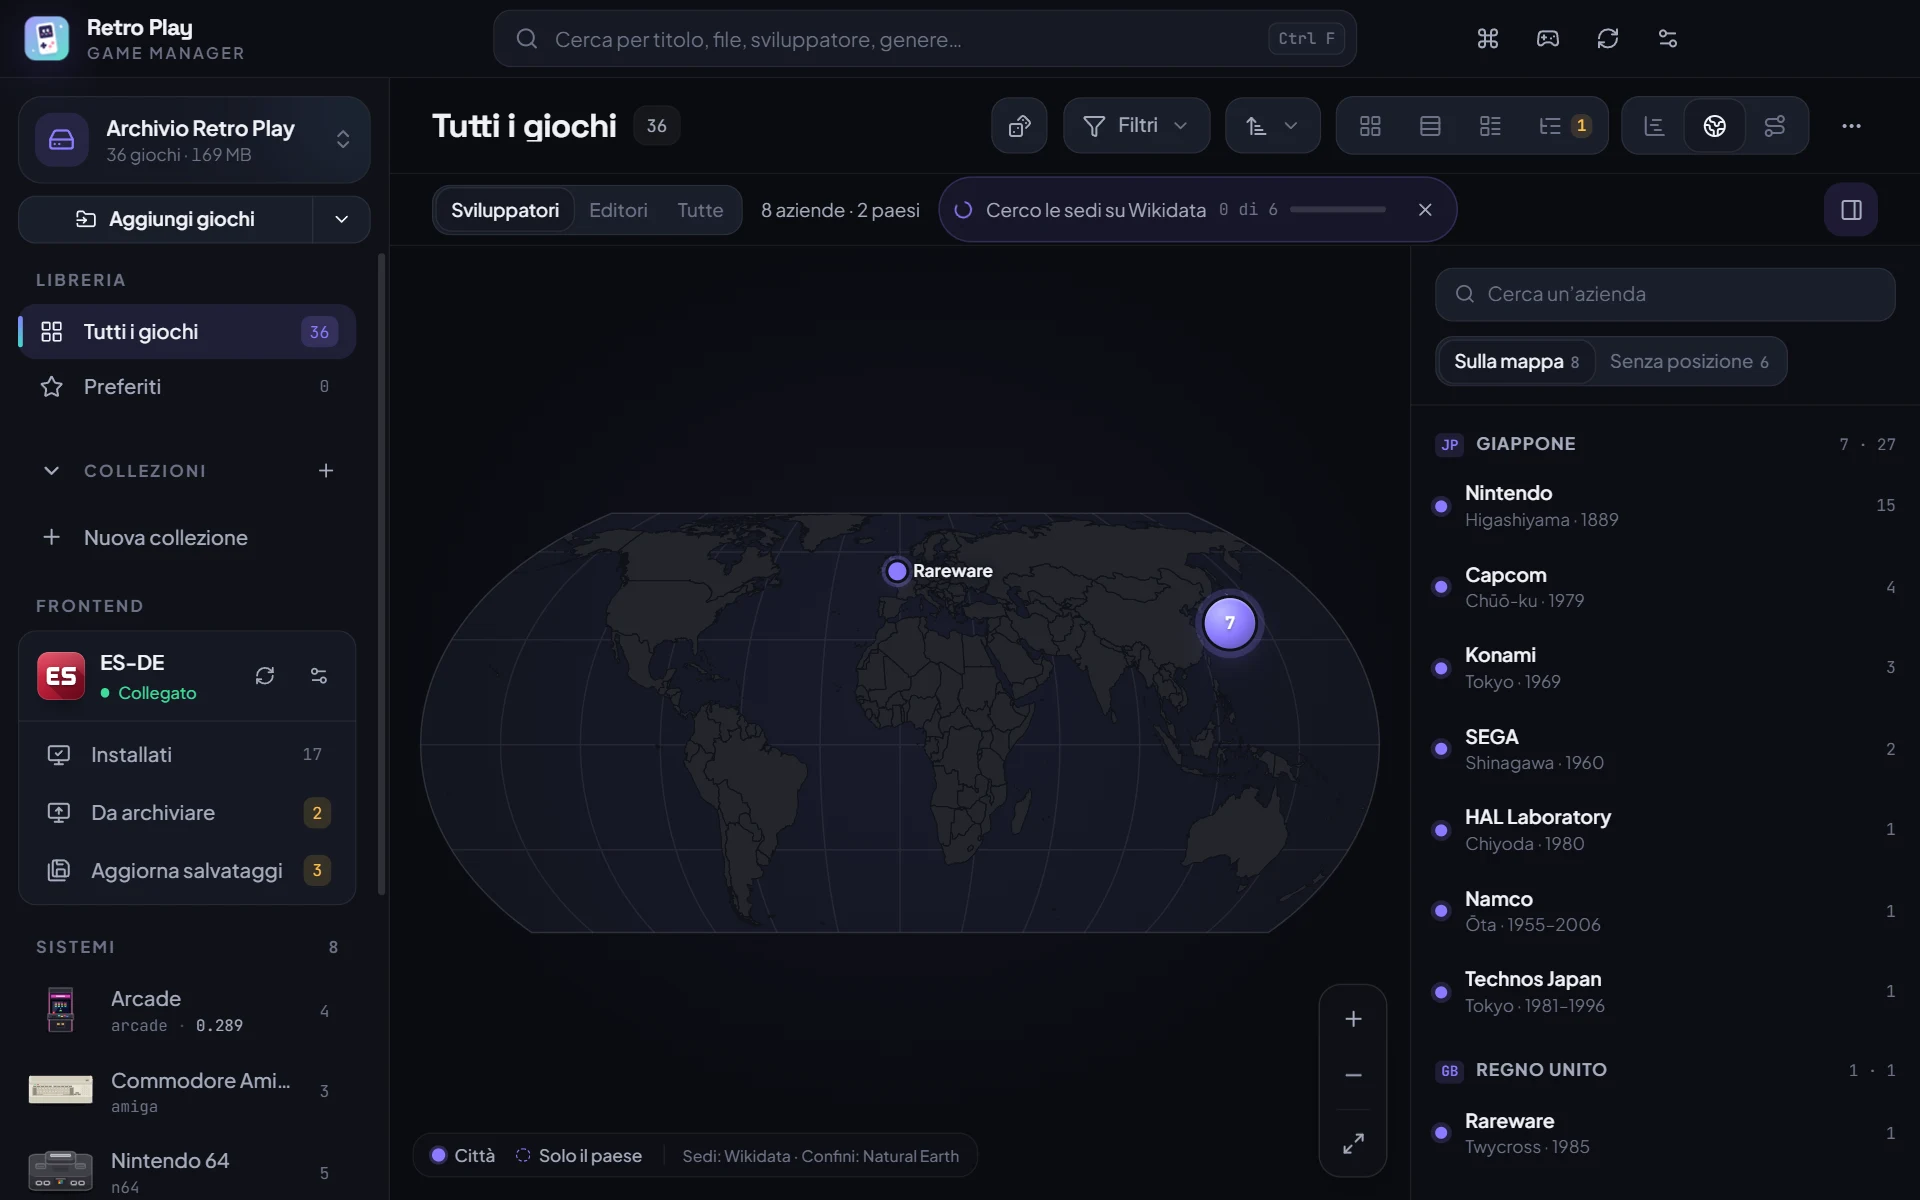 Retro Play
GAME MANAGER
Cerca per titolo, file, sviluppatore, genere…
Ctrl F
Archivio Retro Play
36 giochi · 169 MB
Aggiungi giochi
LIBRERIA
Tutti i giochi
36
Preferiti
0
COLLEZIONI
Nuova collezione
FRONTEND
ES
ES-DE
Collegato
Installati
17
Da archiviare
2
Aggiorna salvataggi
3
SISTEMI
8
Arcade
arcade · 0.289
4
Commodore Ami…
amiga
3
Nintendo 64
n64
5
Tutti i giochi
36
Filtri
1
Sviluppatori
Editori
Tutte
8 aziende · 2 paesi
Cerco le sedi su Wikidata
0 di 6
Rareware
7
Città
Solo il paese
Sedi: Wikidata · Confini: Natural Earth
Cerca un'azienda
Sulla mappa 8
Senza posizione 6
JP GIAPPONE
7 · 27
Nintendo
Higashiyama · 1889
15
Capcom
Chūō-ku · 1979
4
Konami
Tokyo · 1969
3
SEGA
Shinagawa · 1960
2
HAL Laboratory
Chiyoda · 1980
1
Namco
Ōta · 1955–2006
1
Technos Japan
Tokyo · 1981–1996
1
GB REGNO UNITO
1 · 1
Rareware
Twycross · 1985
1